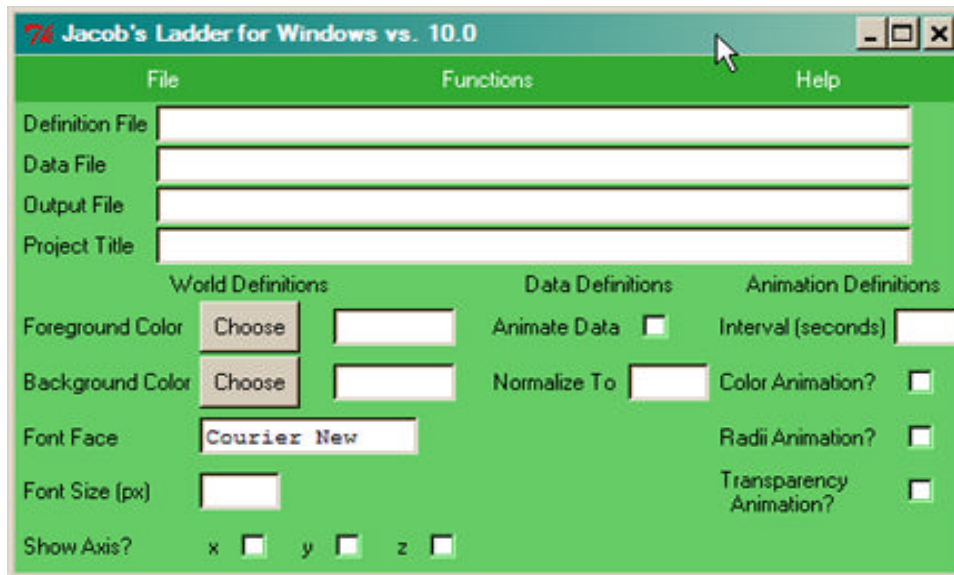 7k Jacob's Ladder for Windows vs. 10.0
File Functions Help
Definition File
Data File
Output File
Project Title
World Definitions Data Definitions Animation Definitions
Foreground Color Choose Animate Data Interval (seconds)
Background Color Choose Normalize To Color Animation?
Font Face Courier New Radii Animation?
Font Size (px) Transparency
Animation?
Show Axis? x y z